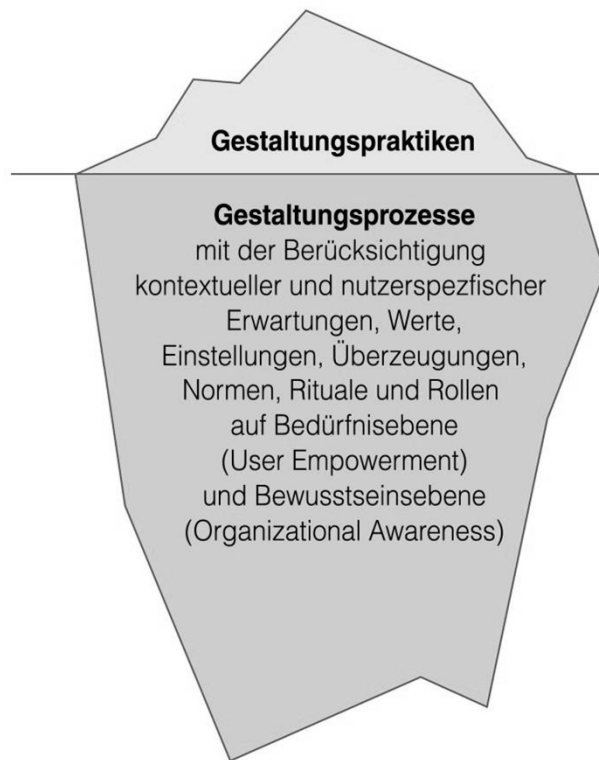 Gestaltungspraktiken
Gestaltungsprozesse
mit der Berücksichtigung
kontextueller und nutzerspezfischer
Erwartungen, Werte,
Einstellungen, Überzeugungen,
Normen, Rituale und Rollen
auf Bedürfnisebene
(User Empowerment)
und Bewusstseinsebene
(Organizational Awareness)